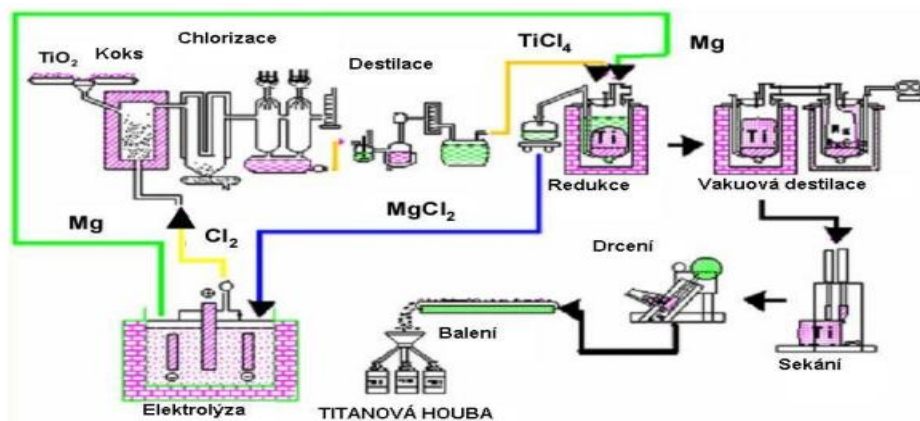 TiO2
Koks
Chlorizace
Destilace
TiCl4
Mg
Ti
Ti
Redukce
Vakuová destilace
Mg
Cl2
MgCl2
Drcení
Balení
Ti
Sekání
Elektrolýza
TITANOVÁ HOUBA